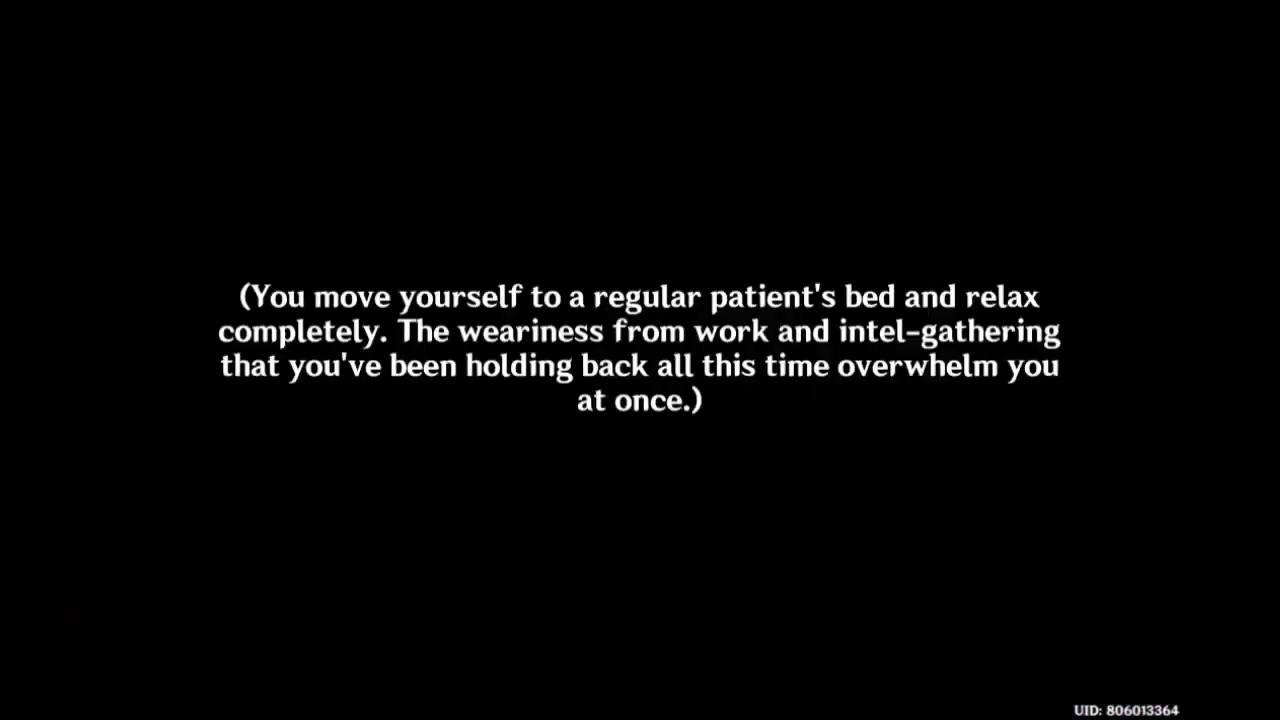 (You move yourself to a regular patient's bed and relax
completely. The weariness from work and intel-gathering
that you've been holding back all this time overwhelm you
at once.)
UID: 806013364